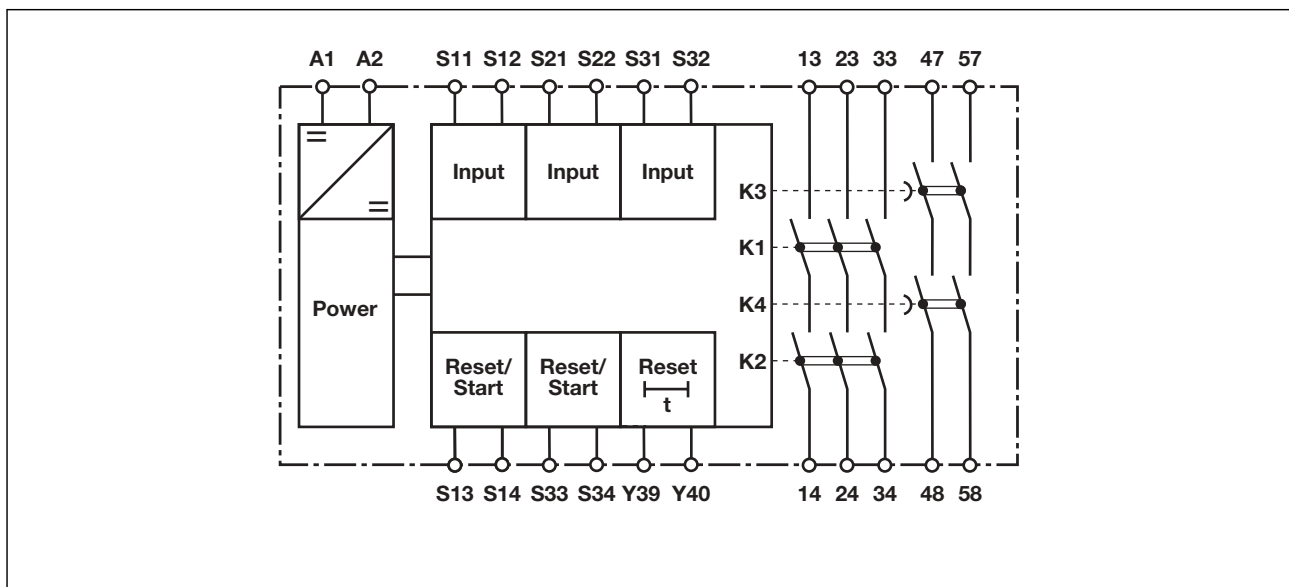 A1 A2 S11 S12 S21 S22 S31 S32 13 23 33 47 57
Input Input Input
K3
K1
K4
Power
K2
Reset/ Reset/ Reset
Start Start
t
S13 S14 S33 S34 Y39 Y40 14 24 34 48 58